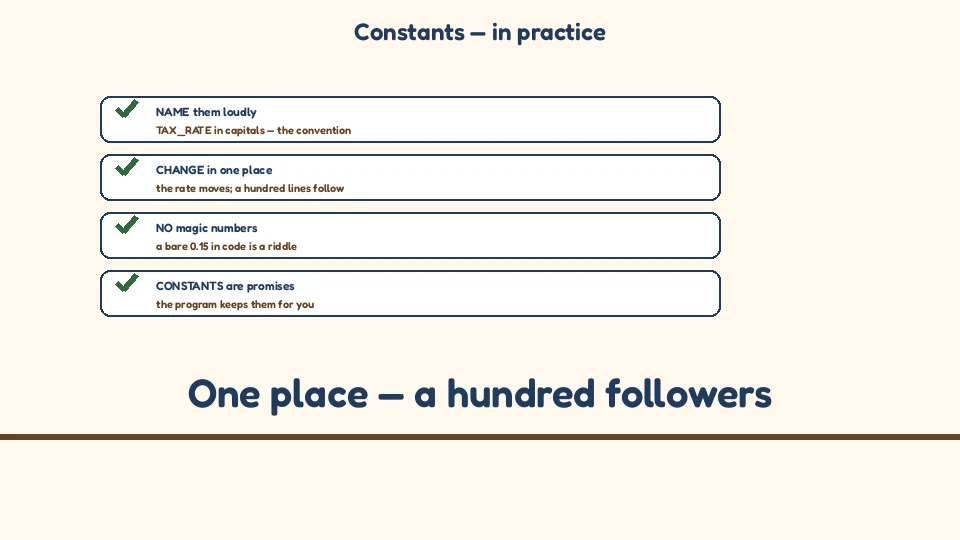 Constants — in practice
NAME them loudly
TAX_RATE in capitals — the convention
CHANGE in one place
the rate moves; a hundred lines follow
NO magic numbers
a bare 0.15 in code is a riddle
CONSTANTS are promises
the program keeps them for you
One place — a hundred followers